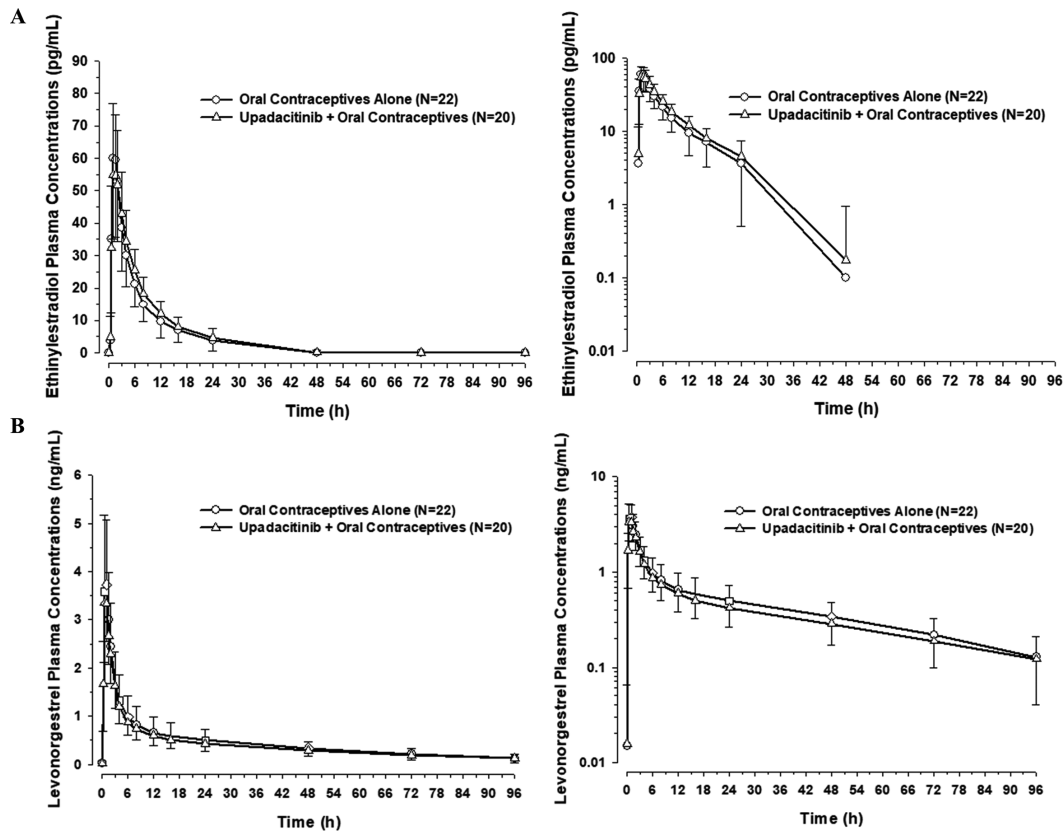 A
Ethinylestradiol Plasma Concentrations (pg/mL)
90
80
70
60
50
40
30
20
10
0
Oral Contraceptives Alone (N=22)
Upadacitinib + Oral Contraceptives (N=20)
0 6 12 18 24 30 36 42 48 54 60 66 72 78 84 90 96
Time (h)
Ethinylestradiol Plasma Concentrations (pg/mL)
100
10
1
0.1
0.01
Oral Contraceptives Alone (N=22)
Upadacitinib + Oral Contraceptives (N=20)
0 6 12 18 24 30 36 42 48 54 60 66 72 78 84 90 96
Time (h)
B
Levonorgestrel Plasma Concentrations (ng/mL)
6
5
4
3
2
1
0
Oral Contraceptives Alone (N=22)
Upadacitinib + Oral Contraceptives (N=20)
0 6 12 18 24 30 36 42 48 54 60 66 72 78 84 90 96
Time (h)
Levonorgestrel Plasma Concentrations (ng/mL)
10
1
0.1
0.01
Oral Contraceptives Alone (N=22)
Upadacitinib + Oral Contraceptives (N=20)
0 6 12 18 24 30 36 42 48 54 60 66 72 78 84 90 96
Time (h)